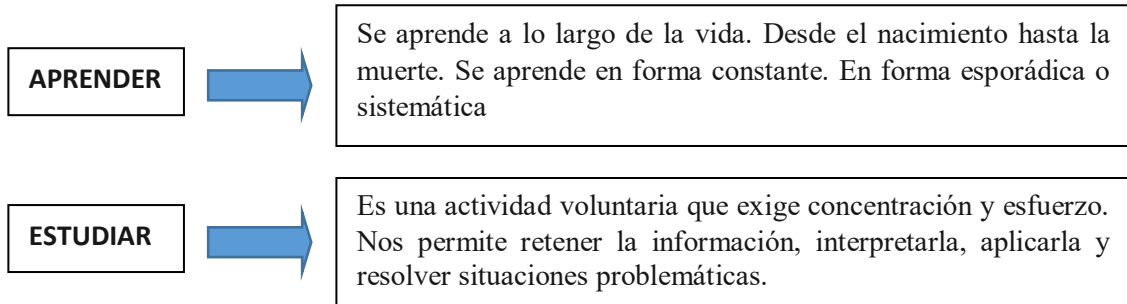 APRENDER
Se aprende a lo largo de la vida. Desde el nacimiento hasta la
muerte. Se aprende en forma constante. En forma esporádica o
sistemática
ESTUDIAR
Es una actividad voluntaria que exige concentración y esfuerzo.
Nos permite retener la información, interpretarla, aplicarla y
resolver situaciones problemáticas.